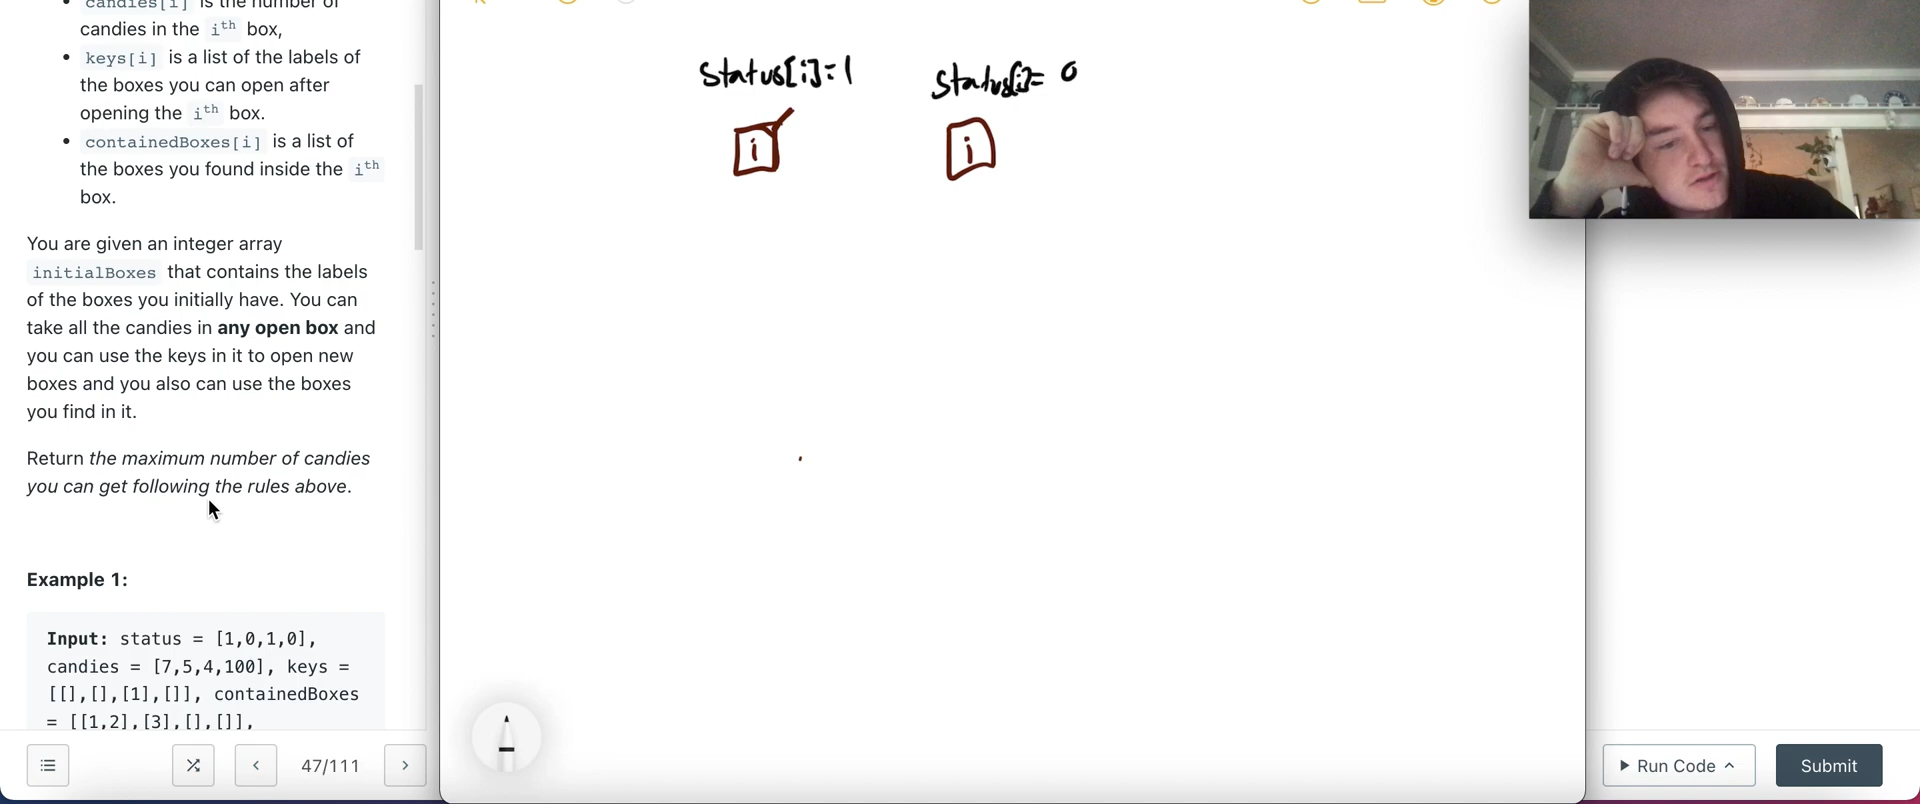 candies[i] is the number of
candies in the ith box,
• keys[i] is a list of the labels of
the boxes you can open after
opening the ith box.
• containedBoxes[i] is a list of
the boxes you found inside the ith
box.
You are given an integer array
initialBoxes that contains the labels
of the boxes you initially have. You can
take all the candies in any open box and
you can use the keys in it to open new
boxes and you also can use the boxes
you find in it.
Return the maximum number of candies
you can get following the rules above.
Example 1:
Input: status = [1,0,1,0],
candies = [7,5,4,100], keys =
[[],[],[1],[]], containedBoxes
= [[1,2],[3],[],[]],
47/111
status[i]=1
status[i]= 0
i
i
Run Code
Submit